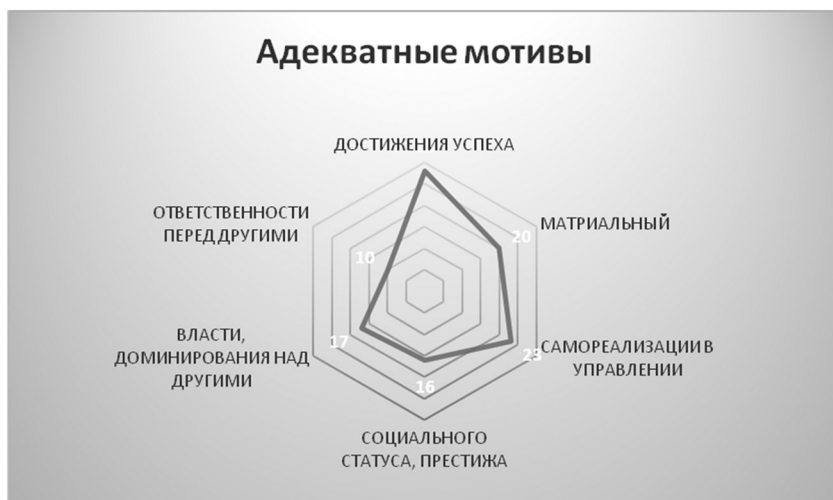 Адекватные мотивы
ДОСТИЖЕНИЯ УСПЕХА
МАТРИАЛЬНЫЙ
20
САМОРЕАЛИЗАЦИИ В
УПРАВЛЕНИИ
23
СОЦИАЛЬНОГО
СТАТУСА, ПРЕСТИЖА
16
ВЛАСТИ,
ДОМИНИРОВАНИЯ НАД
ДРУГИМИ
17
ОТВЕТСТВЕННОСТИ
ПЕРЕД ДРУГИМИ
10